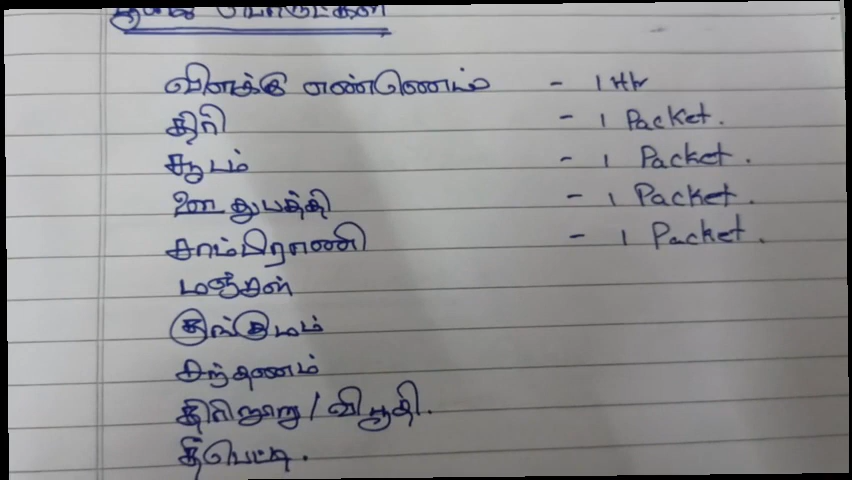 பூஜை பொருட்கள்
விளக்கு எண்ணெய் - 1 ltr
திரி - 1 Packet.
சூடம் - 1 Packet.
ஊதுபத்தி - 1 Packet.
சாம்பிராணி - 1 Packet.
மஞ்சள்
குங்குமம்
சந்தனம்
திருநீறு / விபூதி.
தீபெட்டி.